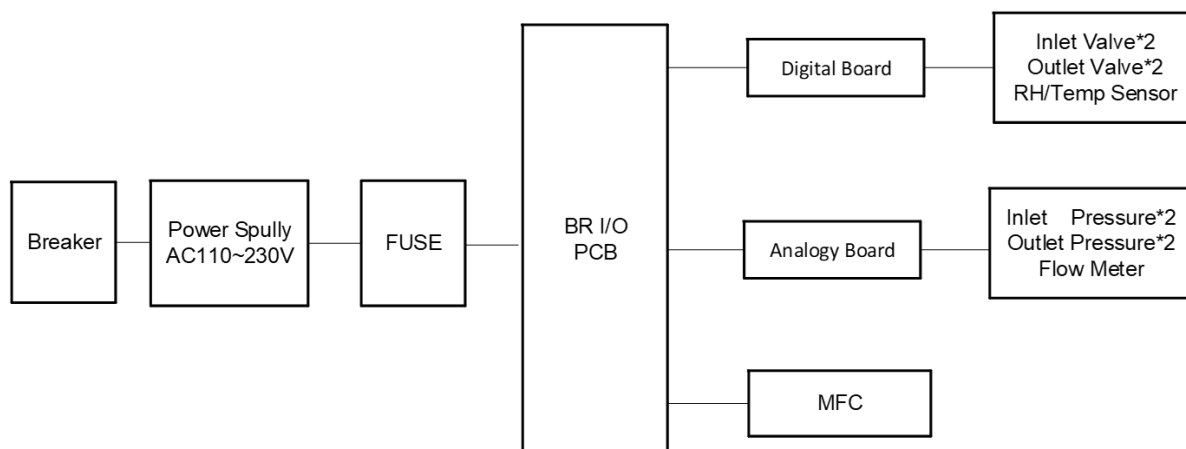 Breaker
Power Spully
AC110~230V
FUSE
BR I/O
PCB
Digital Board
Inlet Valve*2
Outlet Valve*2
RH/Temp Sensor
Analogy Board
Inlet Pressure*2
Outlet Pressure*2
Flow Meter
MFC